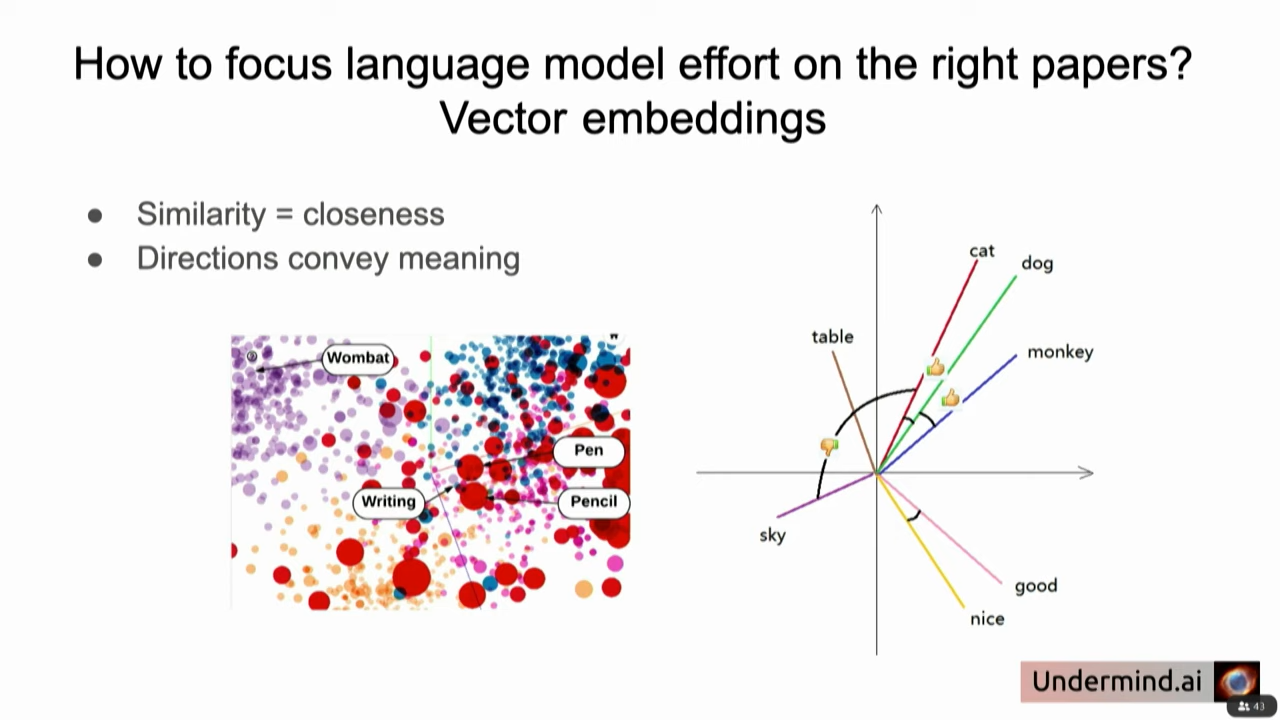 How to focus language model effort on the right papers?
Vector embeddings
● Similarity = closeness
● Directions convey meaning
Wombat
Pen
Writing
Pencil
cat
dog
table
monkey
sky
good
nice
Undermind.ai
43